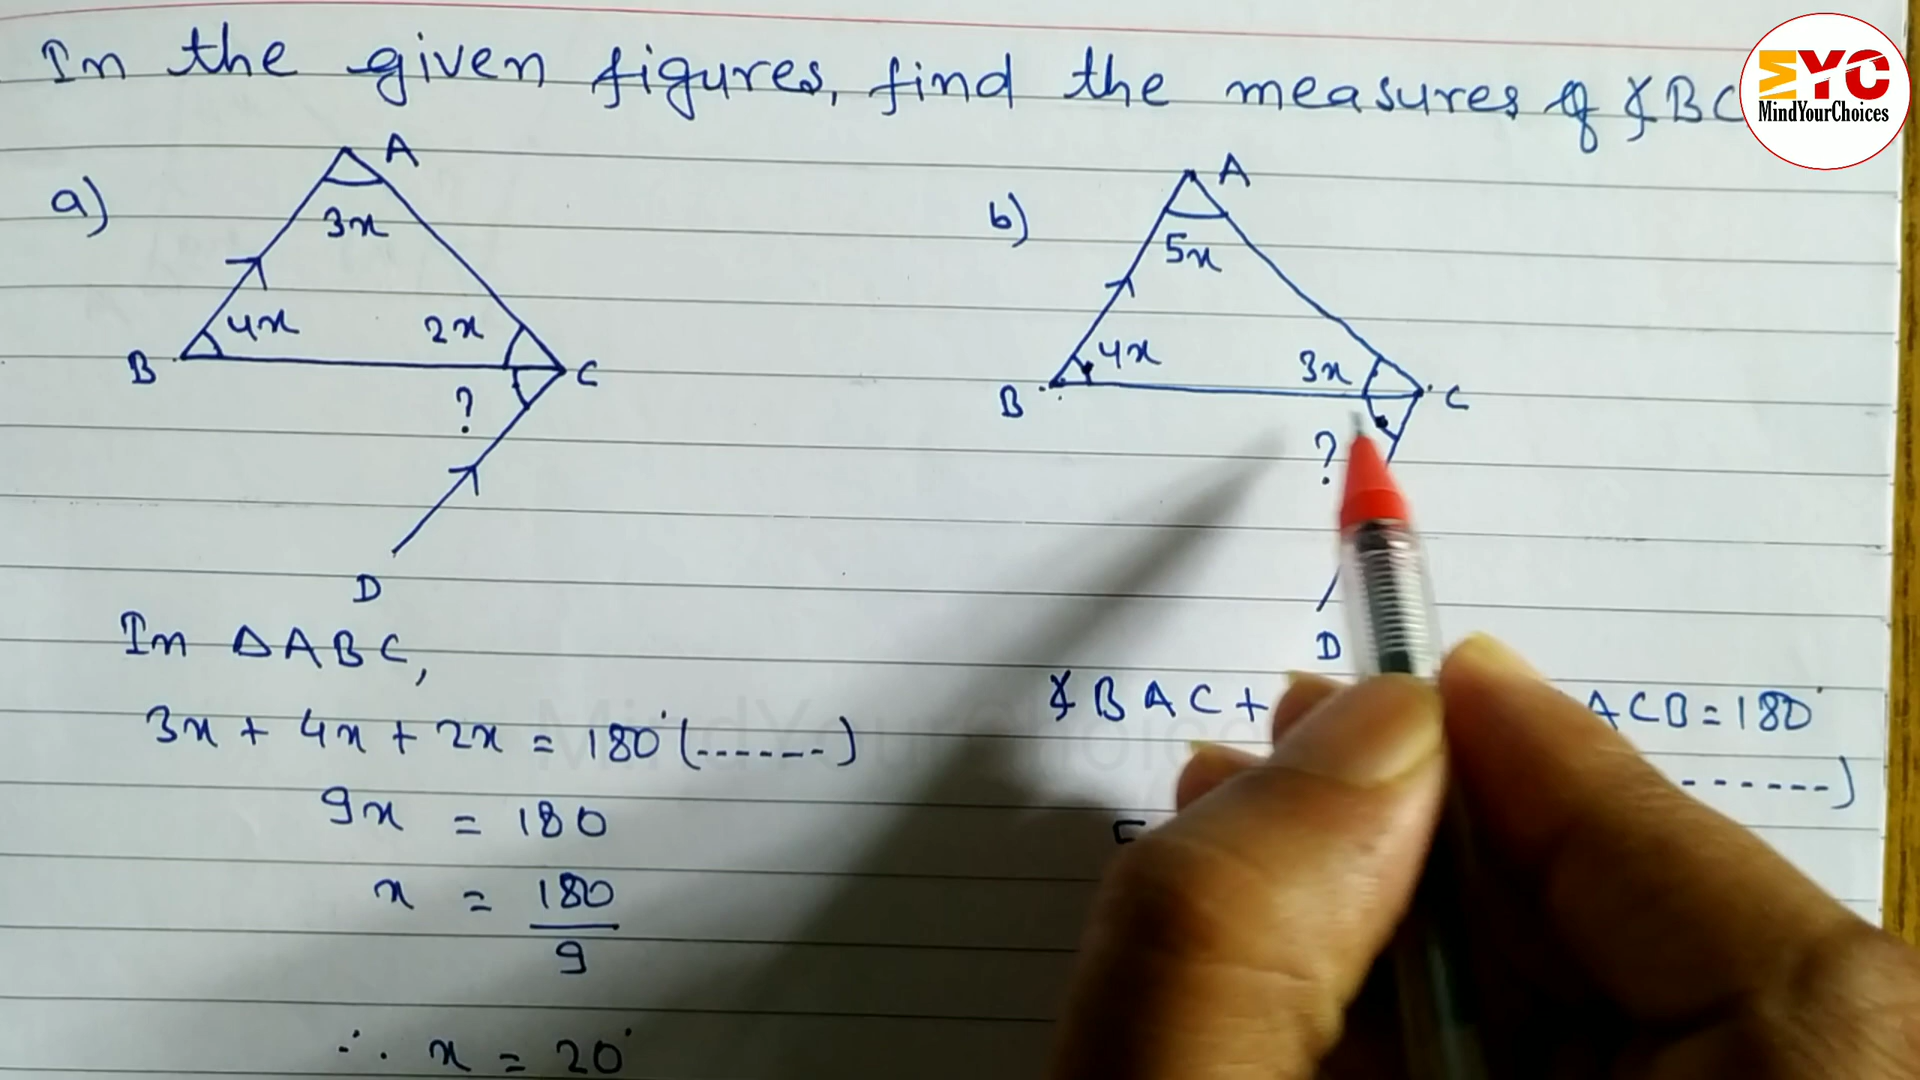 In the given figures, find the measures of ∡BC
MYC
MindYourChoices
a)
A
3x
4x
2x
B
C
?
D
b)
A
5x
4x
3x
B
C
?
D
In ΔABC,
3x + 4x + 2x = 180° (------)
9x = 180
x = 180/9
∴ x = 20°
∡BAC+ ACB = 180°
------)
MindYourChoices